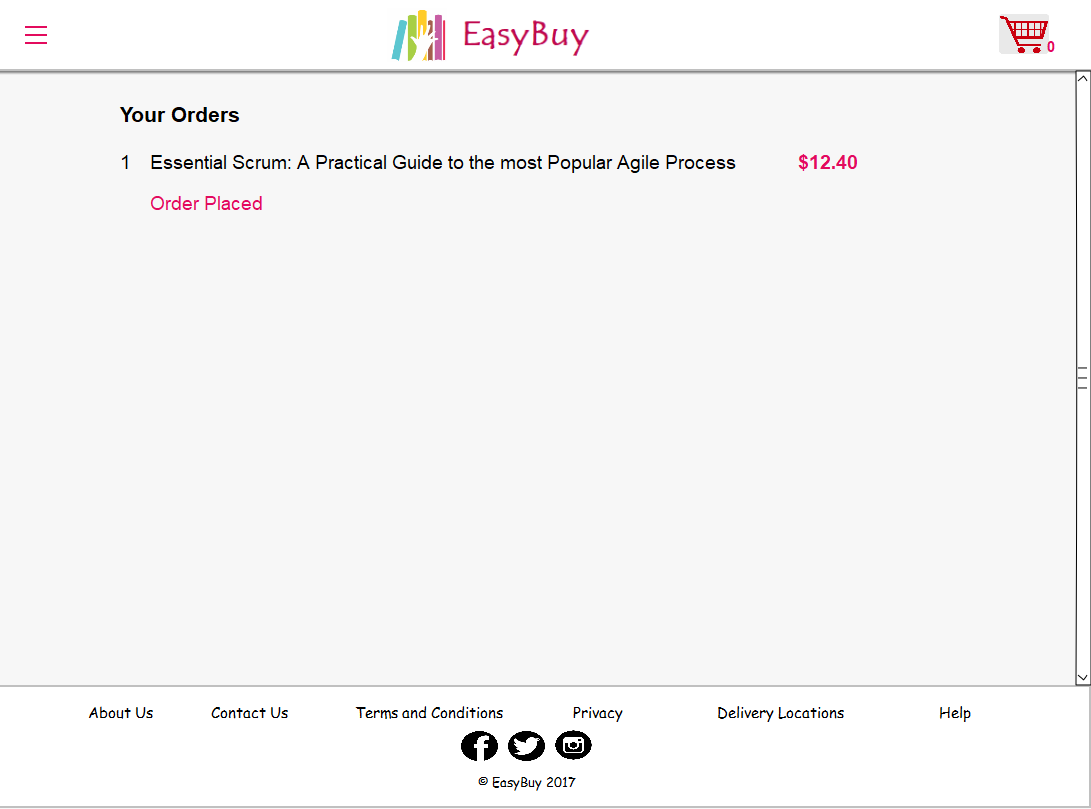 EasyBuy
0
Your Orders
1 Essential Scrum: A Practical Guide to the most Popular Agile Process $12.40
Order Placed
About Us Contact Us Terms and Conditions Privacy Delivery Locations Help
© EasyBuy 2017